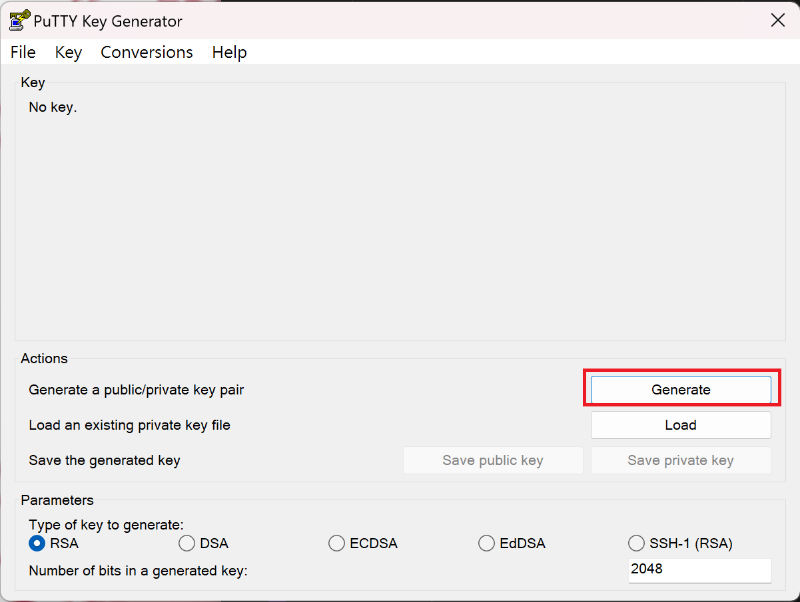 PuTTY Key Generator
File Key Conversions Help
Key
No key.
Actions
Generate a public/private key pair
Generate
Load an existing private key file
Load
Save the generated key
Save public key
Save private key
Parameters
Type of key to generate:
RSA DSA ECDSA EdDSA SSH-1 (RSA)
Number of bits in a generated key:
2048